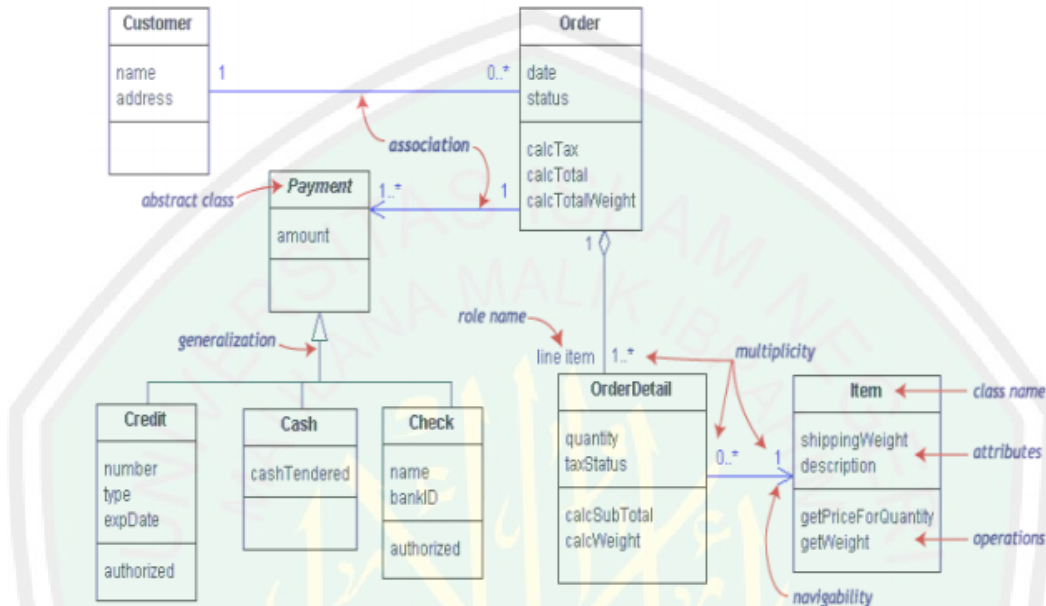 Customer
name
address
1
0..*
Order
date
status
calcTax
calcTotal
calcTotalWeight
association
abstract class
Payment
amount
1..*
1
1
generalization
role name
line item
1..*
multiplicity
Credit
number
type
expDate
authorized
Cash
cashTendered
Check
name
bankID
authorized
OrderDetail
quantity
taxStatus
calcSubTotal
calcWeight
0..*
1
Item
shippingWeight
description
getPriceForQuantity
getWeight
class name
attributes
operations
navigability